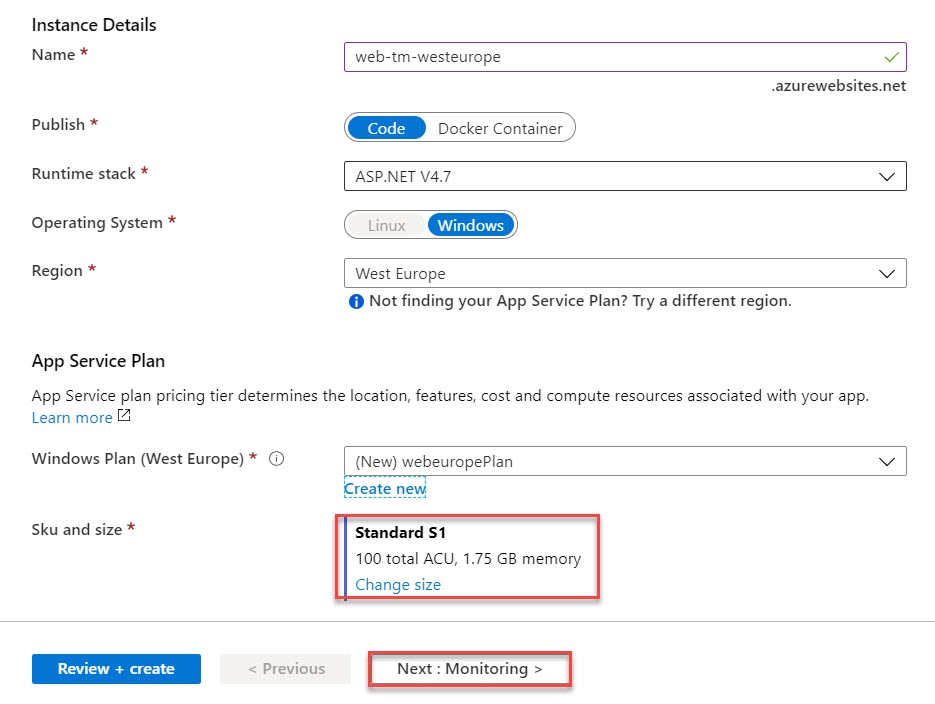 Instance Details
Name *
web-tm-westeurope
.azurewebsites.net
Publish *
Code Docker Container
Runtime stack *
ASP.NET V4.7
Operating System *
Linux Windows
Region *
West Europe
Not finding your App Service Plan? Try a different region.
App Service Plan
App Service plan pricing tier determines the location, features, cost and compute resources associated with your app.
Learn more
Windows Plan (West Europe) *
(New) webeuropePlan
Create new
Sku and size *
Standard S1
100 total ACU, 1.75 GB memory
Change size
Review + create
< Previous
Next : Monitoring >